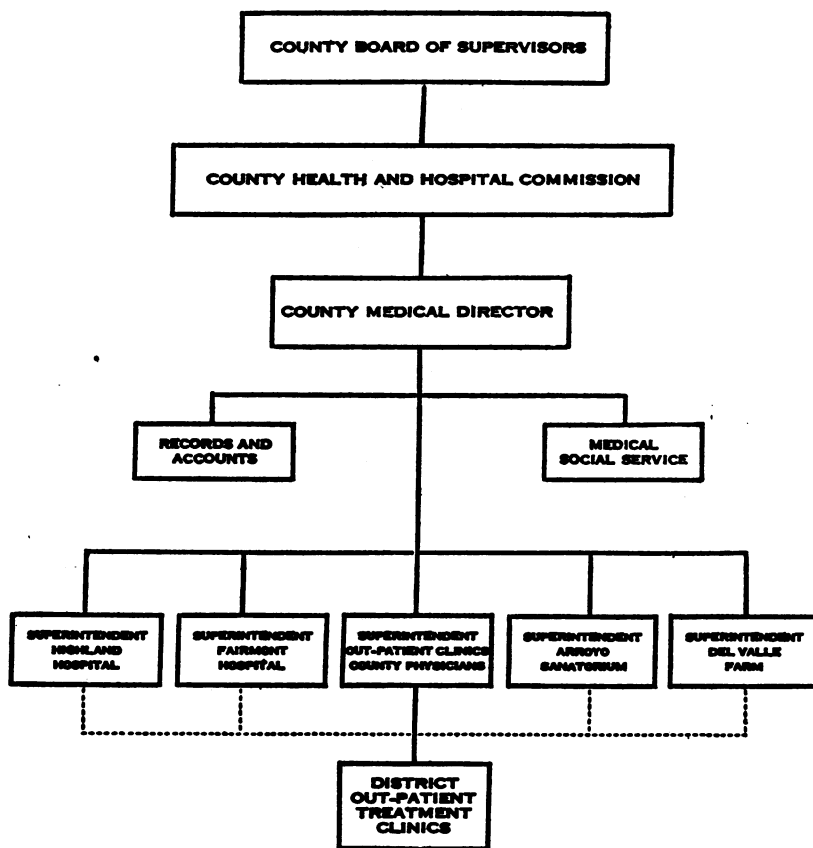 COUNTY BOARD OF SUPERVISORS
COUNTY HEALTH AND HOSPITAL COMMISSION
COUNTY MEDICAL DIRECTOR
RECORDS AND
ACCOUNTS
MEDICAL
SOCIAL SERVICE
SUPERINTENDENT
HIGHLAND
HOSPITAL
SUPERINTENDENT
FAIRMONT
HOSPITAL
SUPERINTENDENT
OUT-PATIENT CLINICS
COUNTY PHYSICIANS
SUPERINTENDENT
ARROYO
SANATORIUM
SUPERINTENDENT
DEL VALLE
FARM
DISTRICT
OUT-PATIENT
TREATMENT
CLINICS